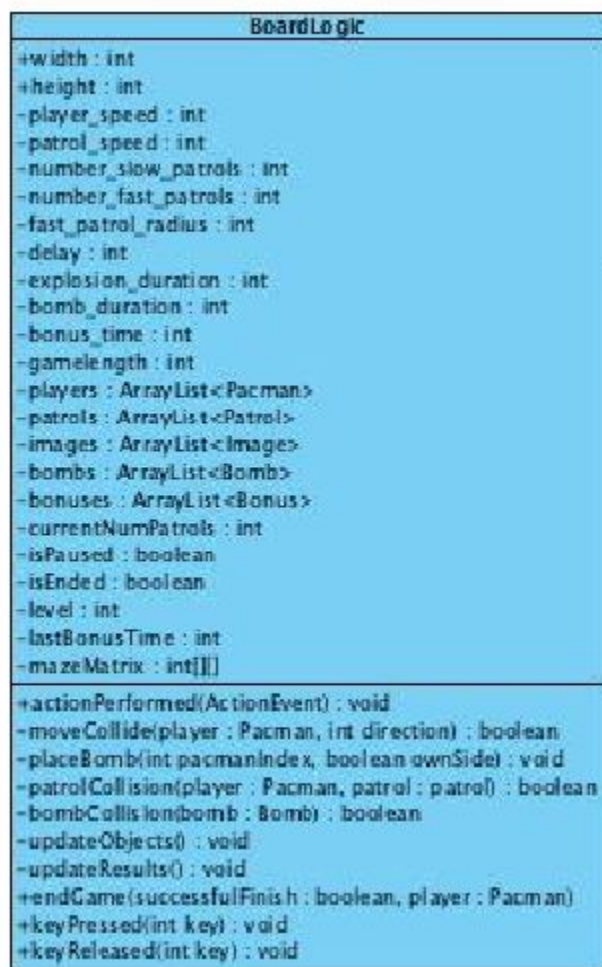 BoardLogic
+width : int
+height : int
-player_speed : int
-patrol_speed : int
-number_slow_patrols : int
-number_fast_patrols : int
-fast_patrol_radius : int
-delay : int
-explosion_duration : int
-bomb_duration : int
-bonus_time : int
-gamelength : int
-players : ArrayList<Pacman>
-patrols : ArrayList<Patrol>
-images : ArrayList<Image>
-bombs : ArrayList<Bomb>
-bonuses : ArrayList<Bonus>
-currentNumPatrols : int
-isPaused : boolean
-isEnded : boolean
-level : int
-lastBonusTime : int
-mazeMatrix : int[][]
+actionPerformed(ActionEvent) : void
-moveCollide(player : Pacman, int direction) : boolean
-placeBomb(int pacmanIndex, boolean ownSide) : void
-patrolCollision(player : Pacman, patrol : patrol) : boolean
-bombCollision(bomb : Bomb) : boolean
-updateObjects() : void
-updateResults() : void
+endGame(successfulFinish : boolean, player : Pacman)
+keyPressed(int key) : void
+keyReleased(int key) : void